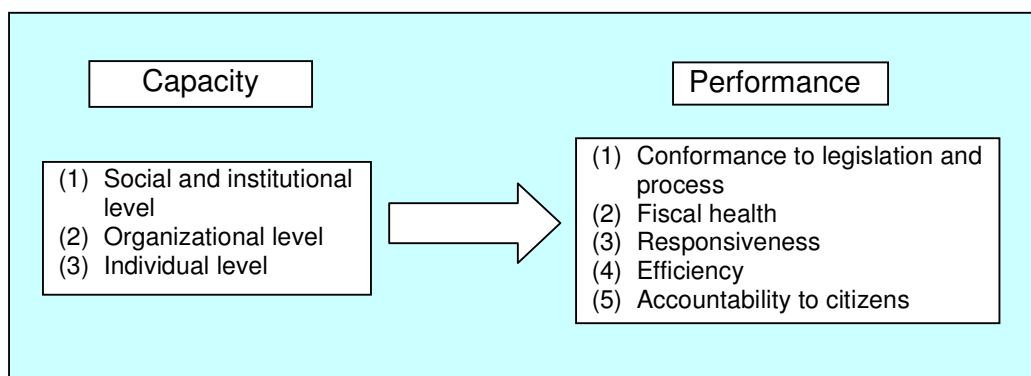 Capacity
Performance
(1) Social and institutional
level
(2) Organizational level
(3) Individual level
(1) Conformance to legislation and
process
(2) Fiscal health
(3) Responsiveness
(4) Efficiency
(5) Accountability to citizens